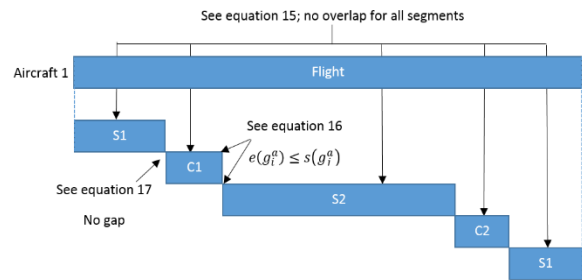 See equation 15; no overlap for all segments
Aircraft 1
Flight
S1
See equation 16
C1
e(g_i^a) ≤ s(g_i^a)
See equation 17
S2
No gap
C2
S1